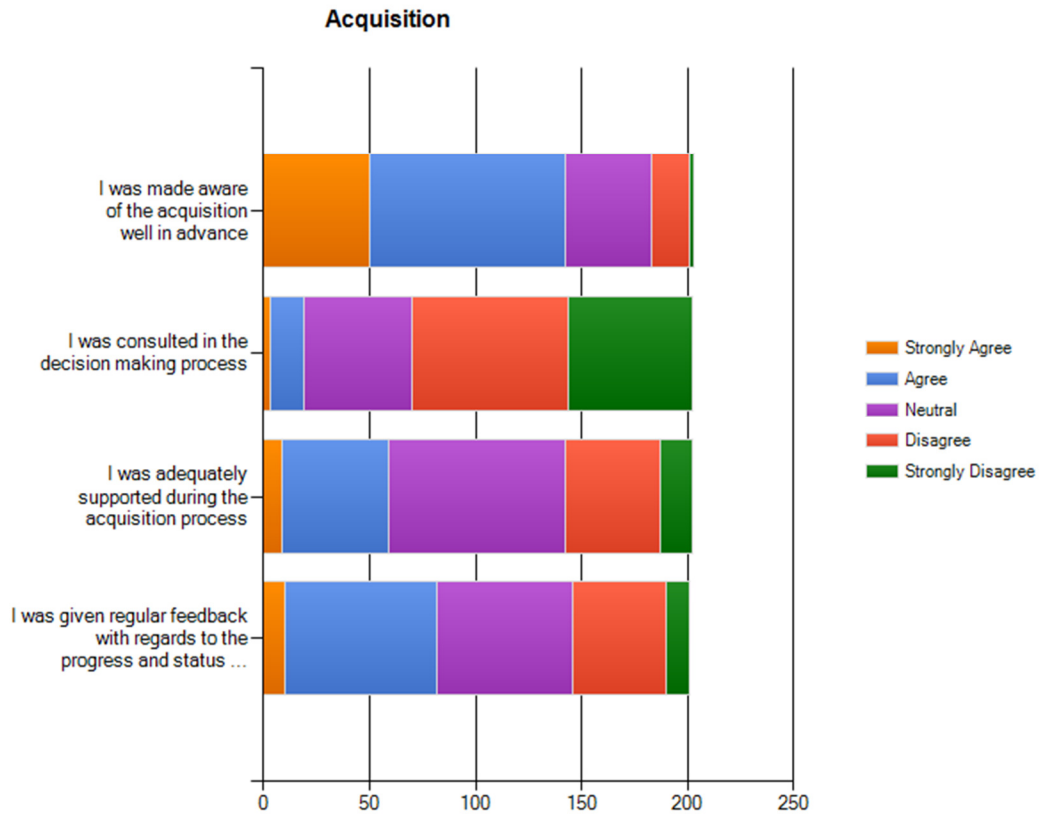 Acquisition
I was made aware
of the acquisition
well in advance
I was consulted in the
decision making process
I was adequately
supported during the
acquisition process
I was given regular feedback
with regards to the
progress and status ...
Strongly Agree
Agree
Neutral
Disagree
Strongly Disagree
0 50 100 150 200 250